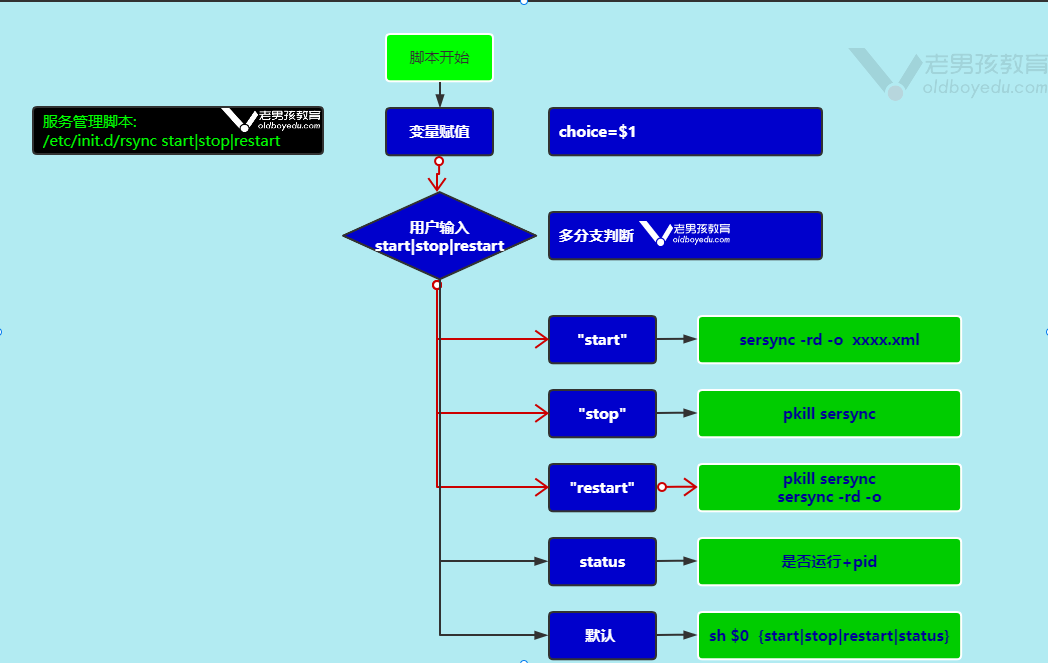 脚本开始
老男孩教育
oldboyedu.com
服务管理脚本:
/etc/init.d/rsync start|stop|restart
老男孩教育
oldboyedu.com
变量赋值
choice=$1
用户输入
start|stop|restart
多分支判断
老男孩教育
oldboyedu.com
"start"
sersync -rd -o xxxx.xml
"stop"
pkill sersync
"restart"
pkill sersync
sersync -rd -o
status
是否运行+pid
默认
sh $0 {start|stop|restart|status}